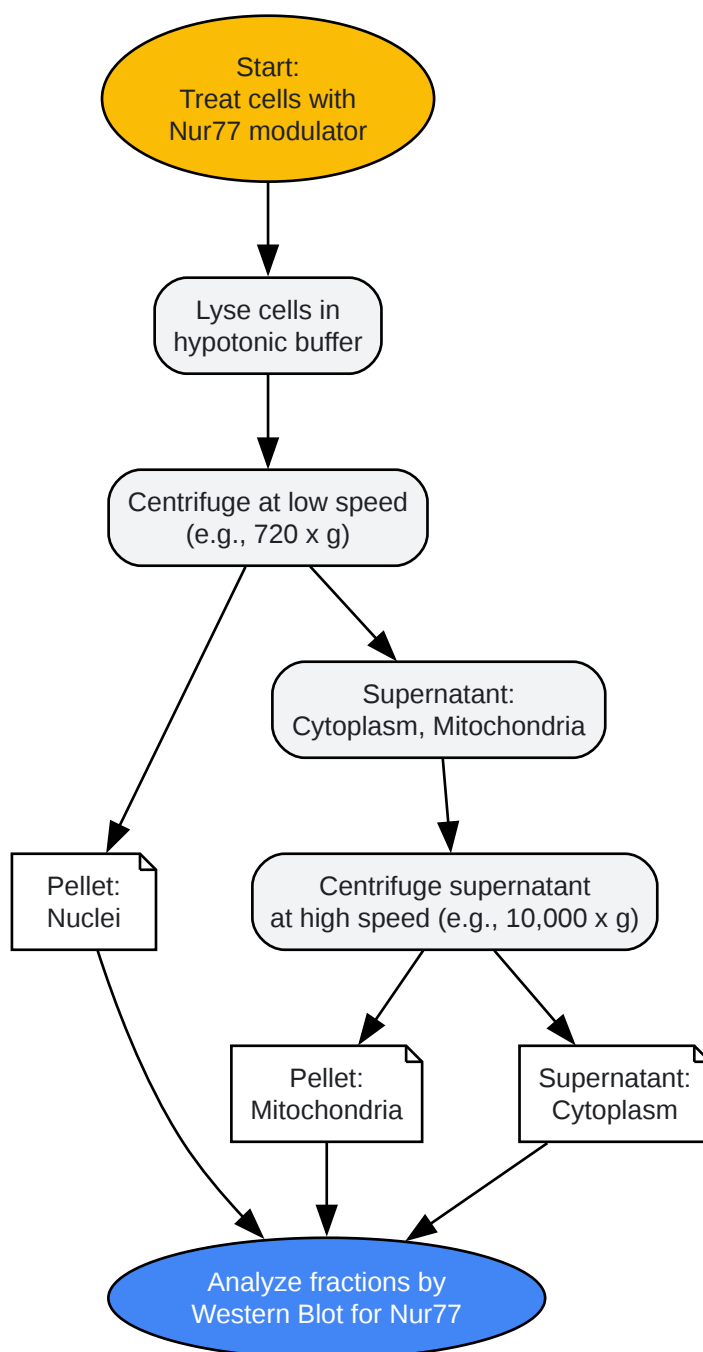 Start:
Treat cells with
Nur77 modulator
Lyse cells in
hypotonic buffer
Centrifuge at low speed
(e.g., 720 x g)
Supernatant:
Cytoplasm, Mitochondria
Pellet:
Nuclei
Centrifuge supernatant
at high speed (e.g., 10,000 x g)
Pellet:
Mitochondria
Supernatant:
Cytoplasm
Analyze fractions by
Western Blot for Nur77